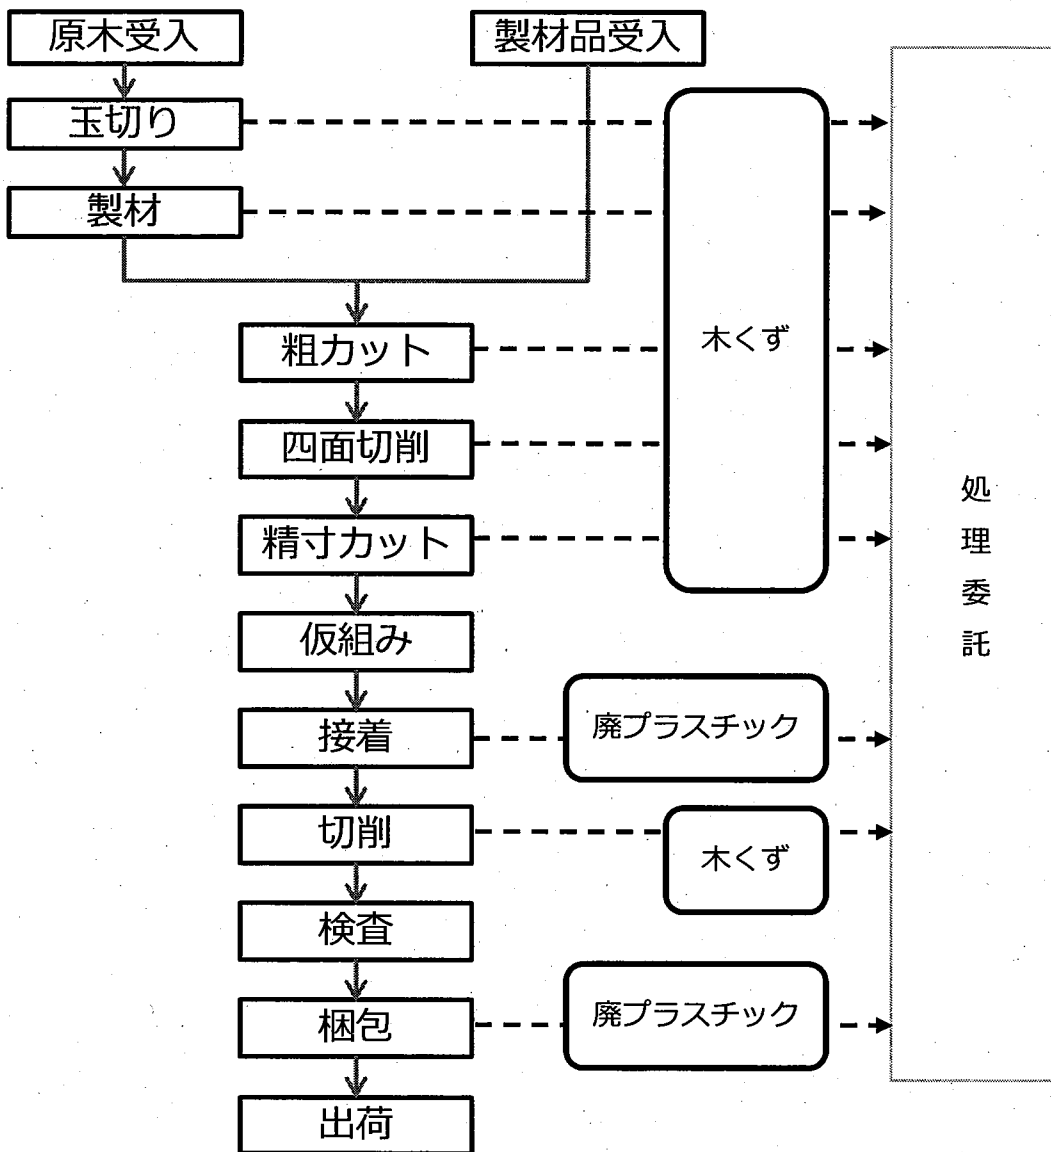 原木受入
製材品受入
玉切り
製材
粗カット
四面切削
精寸カット
仮組み
接着
切削
検査
梱包
出荷
木くず
廃プラスチック
木くず
廃プラスチック
処理委託